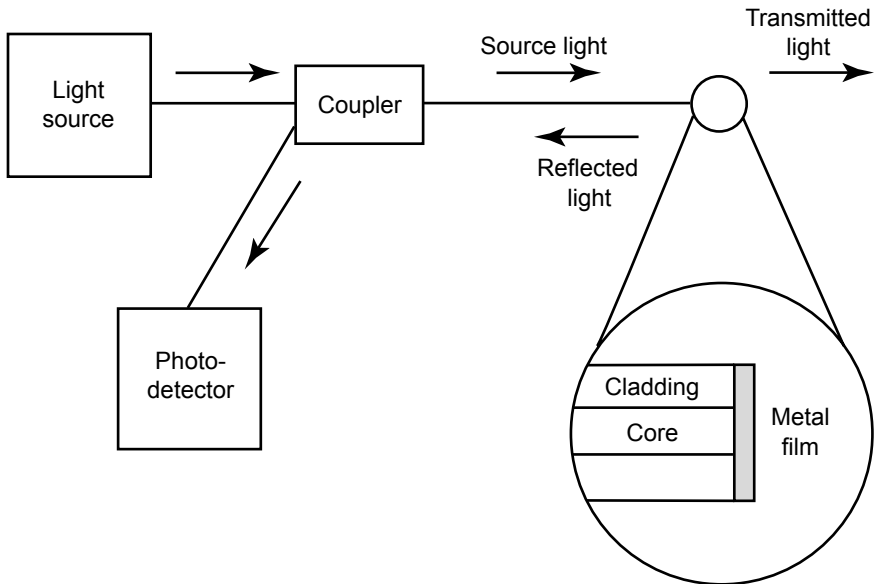 Light
source
Coupler
Source light
Transmitted
light
Reflected
light
Photo-
detector
Cladding
Core
Metal
film